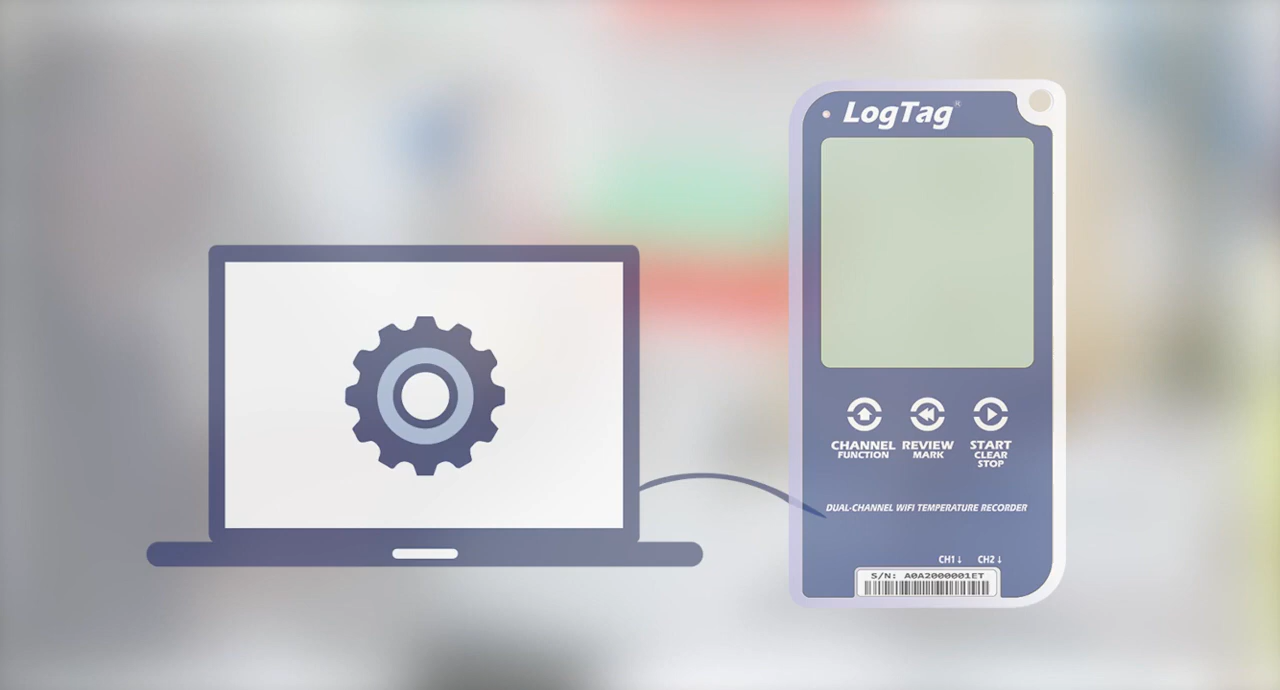 LogTag®
CHANNEL
FUNCTION
REVIEW
MARK
START
CLEAR
STOP
DUAL-CHANNEL WIFI TEMPERATURE RECORDER
CH1↓ CH2↓
S/N: A0A2000001ET